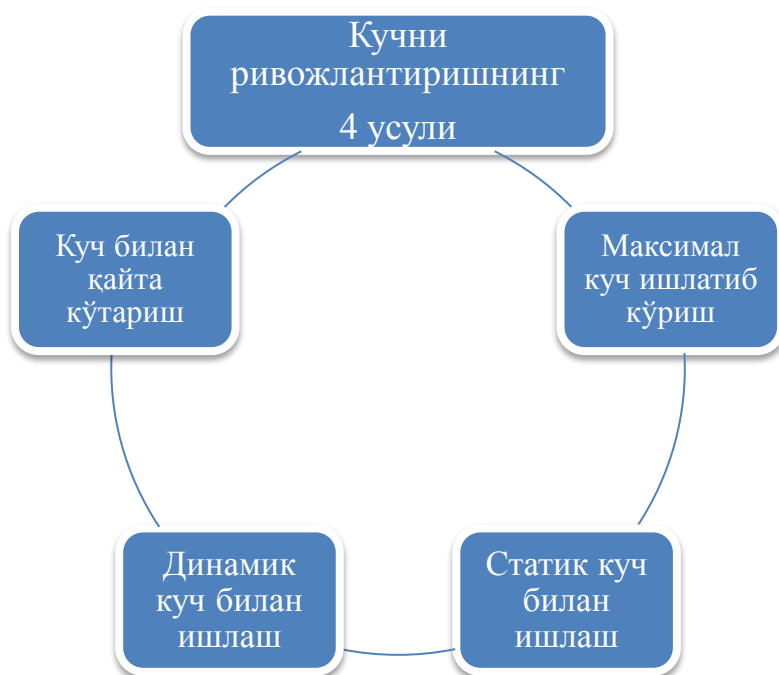 Кучни
ривожлантиришнинг
4 усули
Куч билан
қайта
кўтариш
Максимал
куч ишлатиб
кўриш
Динамик
куч билан
ишлаш
Статик куч
билан
ишлаш